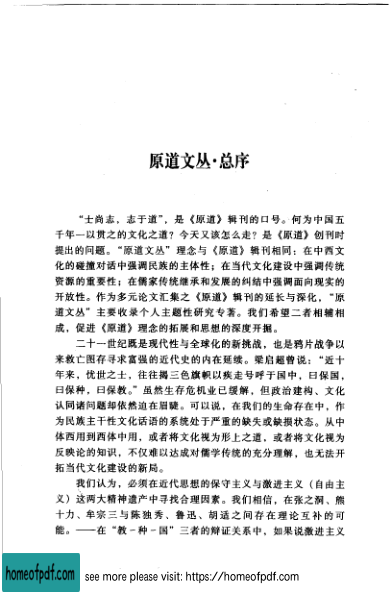 原道文丛·总序
“士尚志，志于道”，是《原道》辑刊的口号。何为中国五
千年一以贯之的文化之道？今天又该怎么走？是《原道》创刊时
提出的问题。“原道文丛”理念与《原道》辑刊相同：在中西文
化的碰撞对话中强调民族的主体性；在当代文化建设中强调传统
资源的重要性；在儒家传统继承和发展的纠结中强调面向现实的
开放性。作为多元论文汇集之《原道》辑刊的延长与深化，“原
道文丛”主要收录个人主题性研究专著。我们希望二者相辅相
成，促进《原道》理念的拓展和思想的深度开掘。
二十一世纪既是现代性与全球化的新挑战，也是鸦片战争以
来救亡图存寻求富强的近代史的内在延续。梁启超曾说：“近十
年来，忧世之士，往往揭三色旗帜以疾走号呼于国中，曰保国，
曰保种，曰保教。”虽然生存危机业已缓解，但政治建构、文化
认同诸问题却依然迫在眉睫。可以说，在我们的生命存在中，作
为民族主干性文化话语的系统处于严重的缺失或缺损状态。从中
体西用到西体中用，或者将文化视为形上之道，或者将文化视为
反映论的知识，不仅难以达成对儒学传统的充分理解，也无法开
拓当代文化建设的新局。
我们认为，必须在近代思想的保守主义与激进主义（自由主
义）这两大精神遗产中寻找合理因素。我们相信，在张之洞、熊
十力、牟宗三与陈独秀、鲁迅、胡适之间存在理论互补的可
能。——在“教－种－国”三者的辩证关系中，如果说激进主义
homeofpdf.com
see more please visit: https://homeofpdf.com